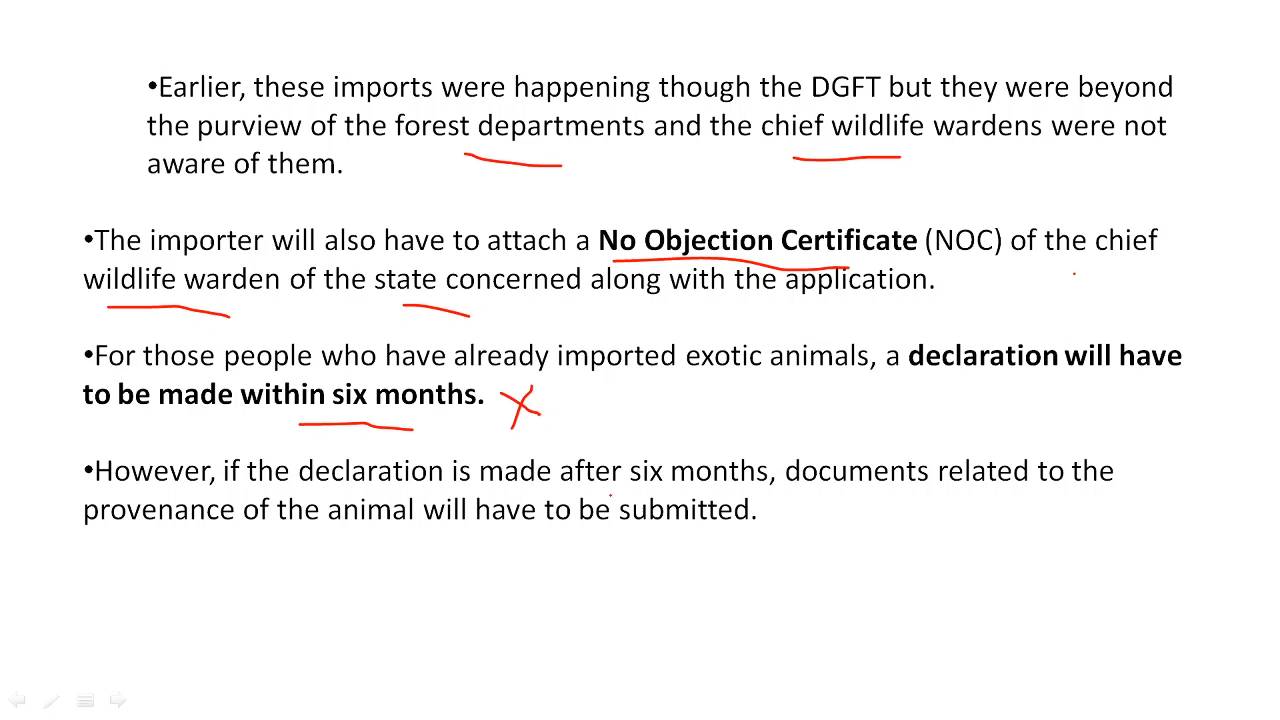 •Earlier, these imports were happening though the DGFT but they were beyond
the purview of the forest departments and the chief wildlife wardens were not
aware of them.
•The importer will also have to attach a No Objection Certificate (NOC) of the chief
wildlife warden of the state concerned along with the application.
•For those people who have already imported exotic animals, a declaration will have
to be made within six months.
•However, if the declaration is made after six months, documents related to the
provenance of the animal will have to be submitted.